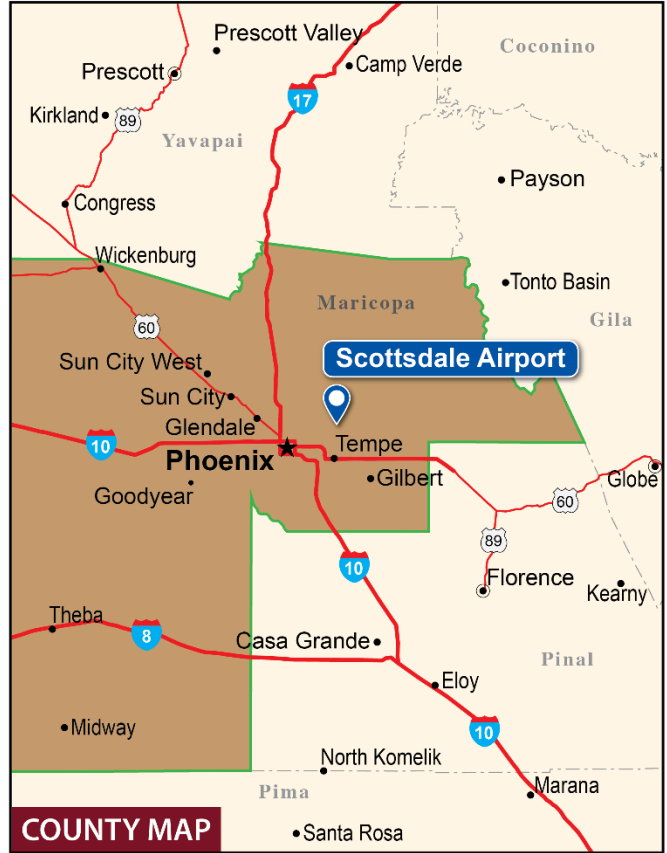 Prescott Valley
Coconino
Prescott
Camp Verde
17
Kirkland
89
Yavapai
Payson
Congress
Wickenburg
Tonto Basin
Maricopa
60
Gila
Sun City West
Scottsdale Airport
Sun City
Glendale
10
Tempe
Phoenix
Gilbert
Globe
Goodyear
60
89
10
Florence
Kearny
Theba
8
Casa Grande
Pinal
Eloy
Midway
10
North Komelik
Pima
Marana
COUNTY MAP
Santa Rosa